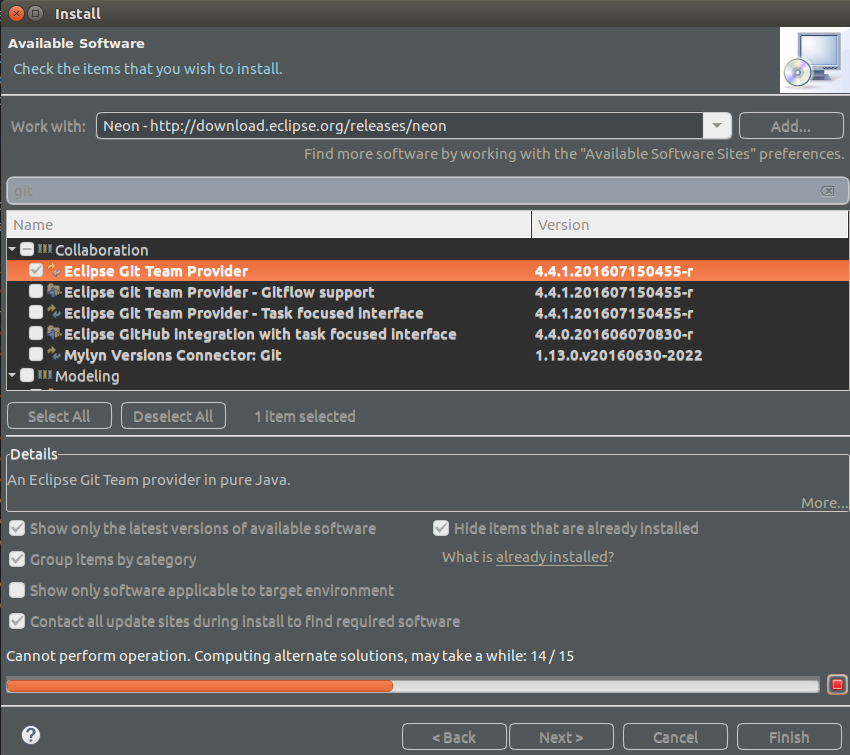 Install
Available Software
Check the items that you wish to install.
Work with: Neon - http://download.eclipse.org/releases/neon Add...
Find more software by working with the "Available Software Sites" preferences.
git
Name Version
Collaboration
Eclipse Git Team Provider 4.4.1.201607150455-r
Eclipse Git Team Provider - Gitflow support 4.4.1.201607150455-r
Eclipse Git Team Provider - Task focused interface 4.4.1.201607150455-r
Eclipse GitHub integration with task focused interface 4.4.0.201606070830-r
Mylyn Versions Connector: Git 1.13.0.v20160630-2022
Modeling
Select All Deselect All 1 item selected
Details
An Eclipse Git Team provider in pure Java.
More...
Show only the latest versions of available software Hide items that are already installed
Group items by category What is already installed?
Show only software applicable to target environment
Contact all update sites during install to find required software
Cannot perform operation. Computing alternate solutions, may take a while: 14 / 15
? < Back Next > Cancel Finish